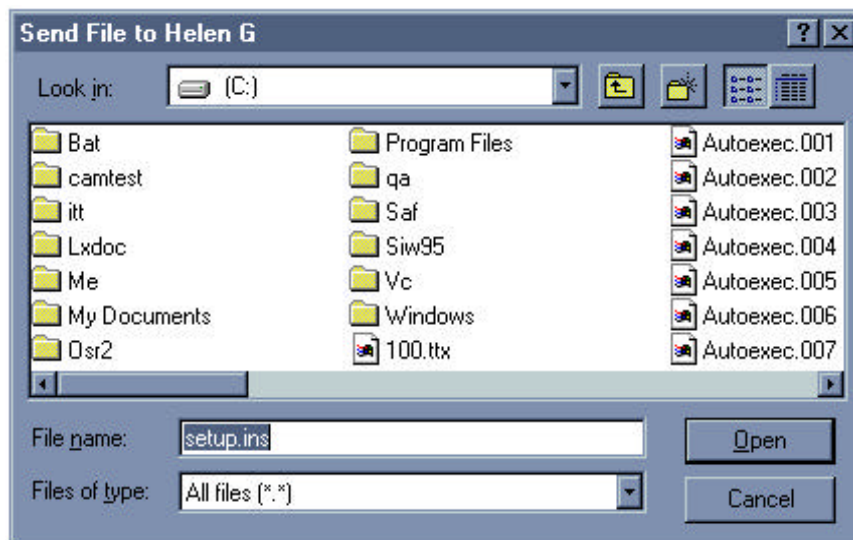 Send File to Helen G
Look in: (C:)
Bat Program Files Autoexec.001
camtest qa Autoexec.002
itt Saf Autoexec.003
Lxdoc Siw95 Autoexec.004
Me Vc Autoexec.005
My Documents Windows Autoexec.006
Osr2 100.ttx Autoexec.007
File name: setup.ins Open
Files of type: All files (*.*) Cancel